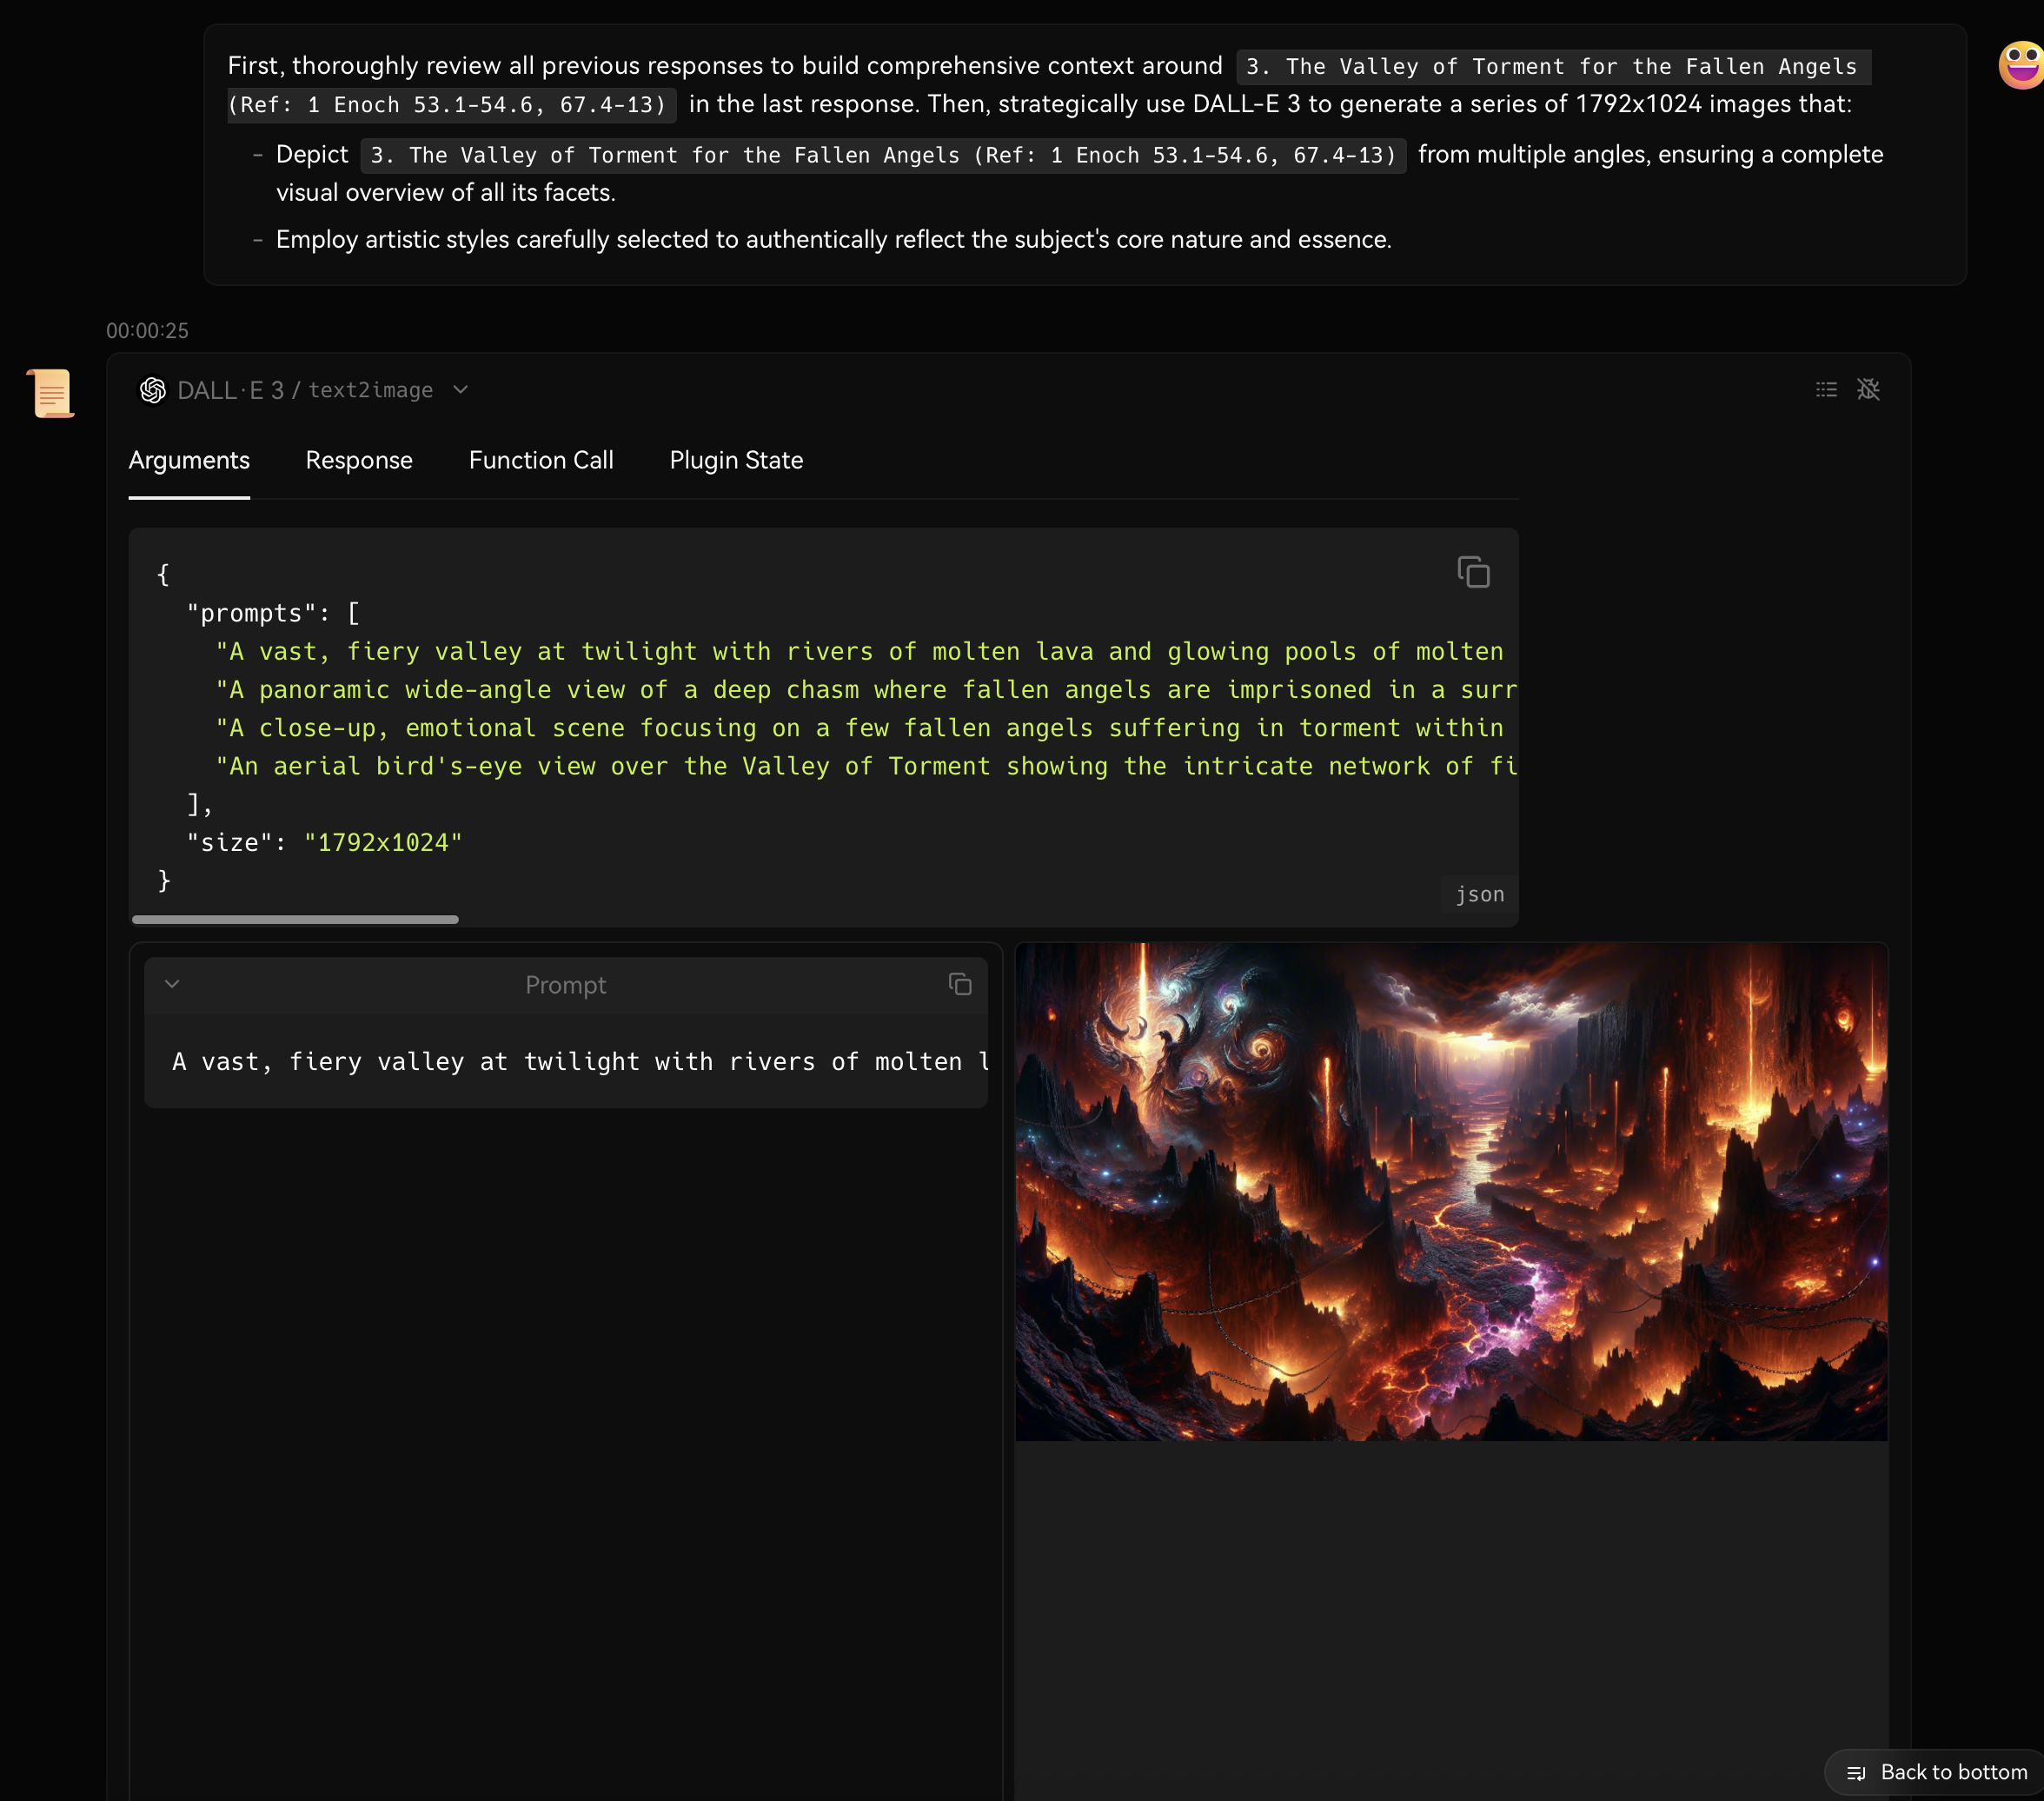 First, thoroughly review all previous responses to build comprehensive context around 3. The Valley of Torment for the Fallen Angels
(Ref: 1 Enoch 53.1-54.6, 67.4-13) in the last response. Then, strategically use DALL-E 3 to generate a series of 1792x1024 images that:
- Depict 3. The Valley of Torment for the Fallen Angels (Ref: 1 Enoch 53.1-54.6, 67.4-13) from multiple angles, ensuring a complete
visual overview of all its facets.
- Employ artistic styles carefully selected to authentically reflect the subject's core nature and essence.
00:00:25
DALL·E 3 / text2image
Arguments Response Function Call Plugin State
{
"prompts": [
"A vast, fiery valley at twilight with rivers of molten lava and glowing pools of molten
"A panoramic wide-angle view of a deep chasm where fallen angels are imprisoned in a surr
"A close-up, emotional scene focusing on a few fallen angels suffering in torment within
"An aerial bird's-eye view over the Valley of Torment showing the intricate network of fi
],
"size": "1792x1024"
}
json
Prompt
A vast, fiery valley at twilight with rivers of molten l
Back to bottom